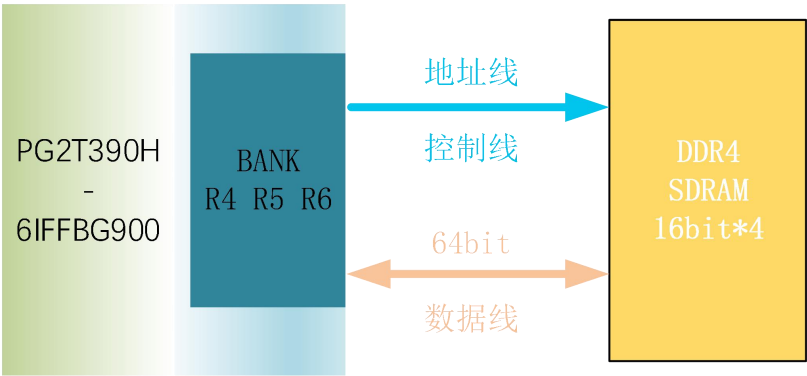 PG2T390H
-
6IFFBG900
BANK
R4 R5 R6
地址线
控制线
64bit
数据线
DDR4
SDRAM
16bit*4